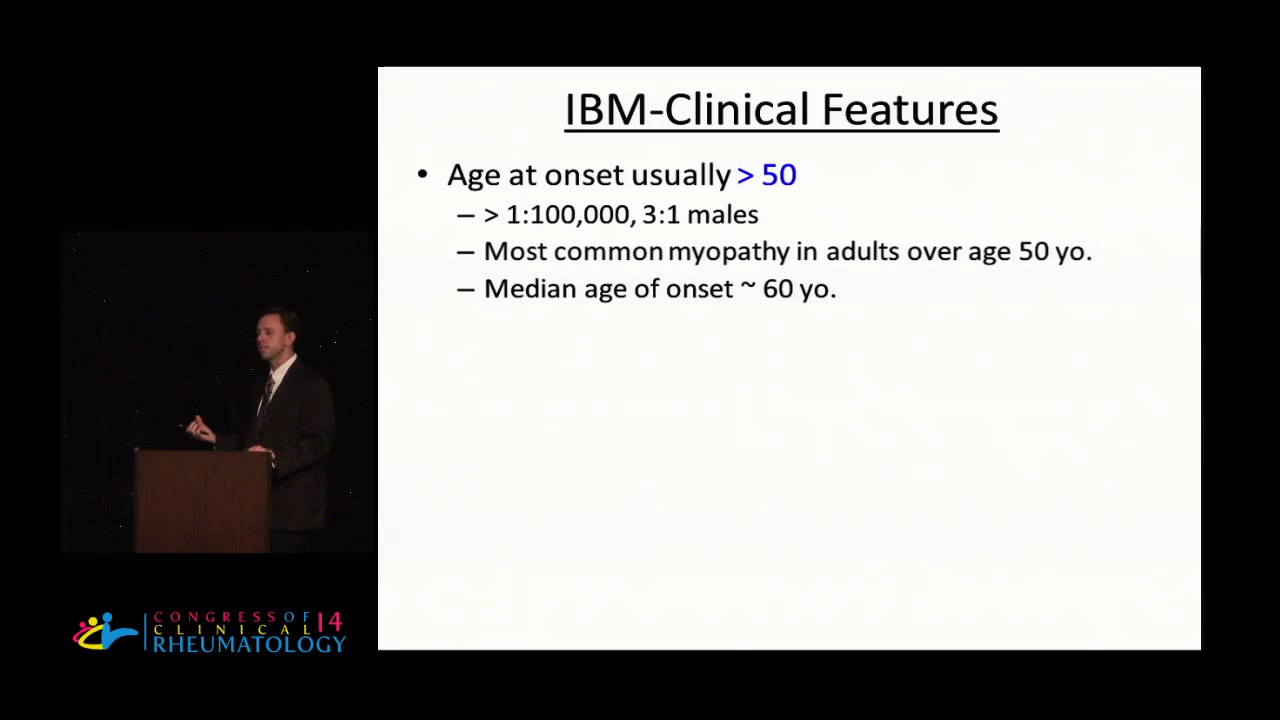 IBM-Clinical Features
• Age at onset usually > 50
– > 1:100,000, 3:1 males
– Most common myopathy in adults over age 50 yo.
– Median age of onset ~ 60 yo.
CONGRESS OF 14
CLINICAL
RHEUMATOLOGY